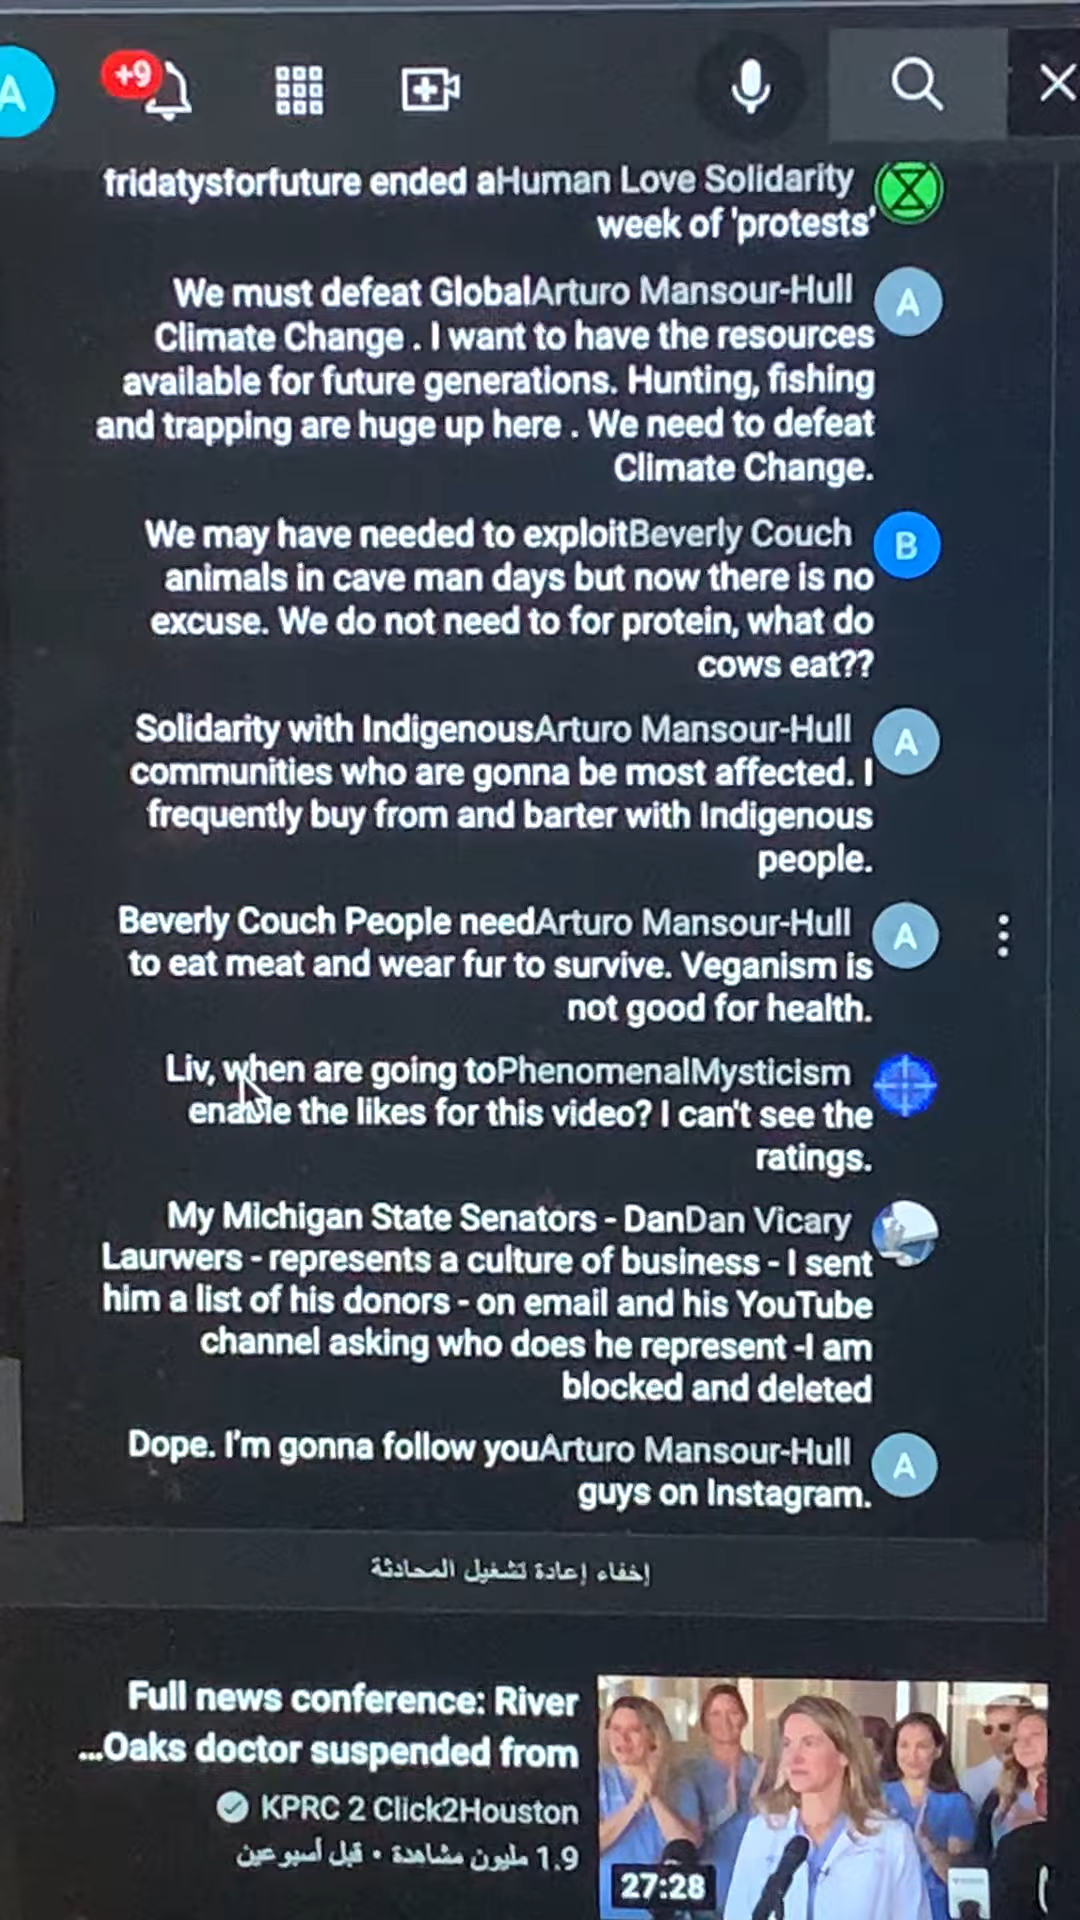 A
+9
fridatysforfuture ended aHuman Love Solidarity
week of 'protests'
We must defeat GlobalArturo Mansour-Hull
A
Climate Change . I want to have the resources
available for future generations. Hunting, fishing
and trapping are huge up here . We need to defeat
Climate Change.
We may have needed to exploitBeverly Couch
B
animals in cave man days but now there is no
excuse. We do not need to for protein, what do
cows eat??
Solidarity with IndigenousArturo Mansour-Hull
A
communities who are gonna be most affected. I
frequently buy from and barter with Indigenous
people.
Beverly Couch People needArturo Mansour-Hull
A
to eat meat and wear fur to survive. Veganism is
not good for health.
Liv, when are going toPhenomenalMysticism
enable the likes for this video? I can't see the
ratings.
My Michigan State Senators - DanDan Vicary
Laurwers - represents a culture of business - I sent
him a list of his donors - on email and his YouTube
channel asking who does he represent -I am
blocked and deleted
Dope. I'm gonna follow youArturo Mansour-Hull
A
guys on Instagram.
إخفاء إعادة تشغيل المحادثة
Full news conference: River
...Oaks doctor suspended from
KPRC 2 Click2Houston
1.9 مليون مشاهدة • قبل أسبوعين
27:28